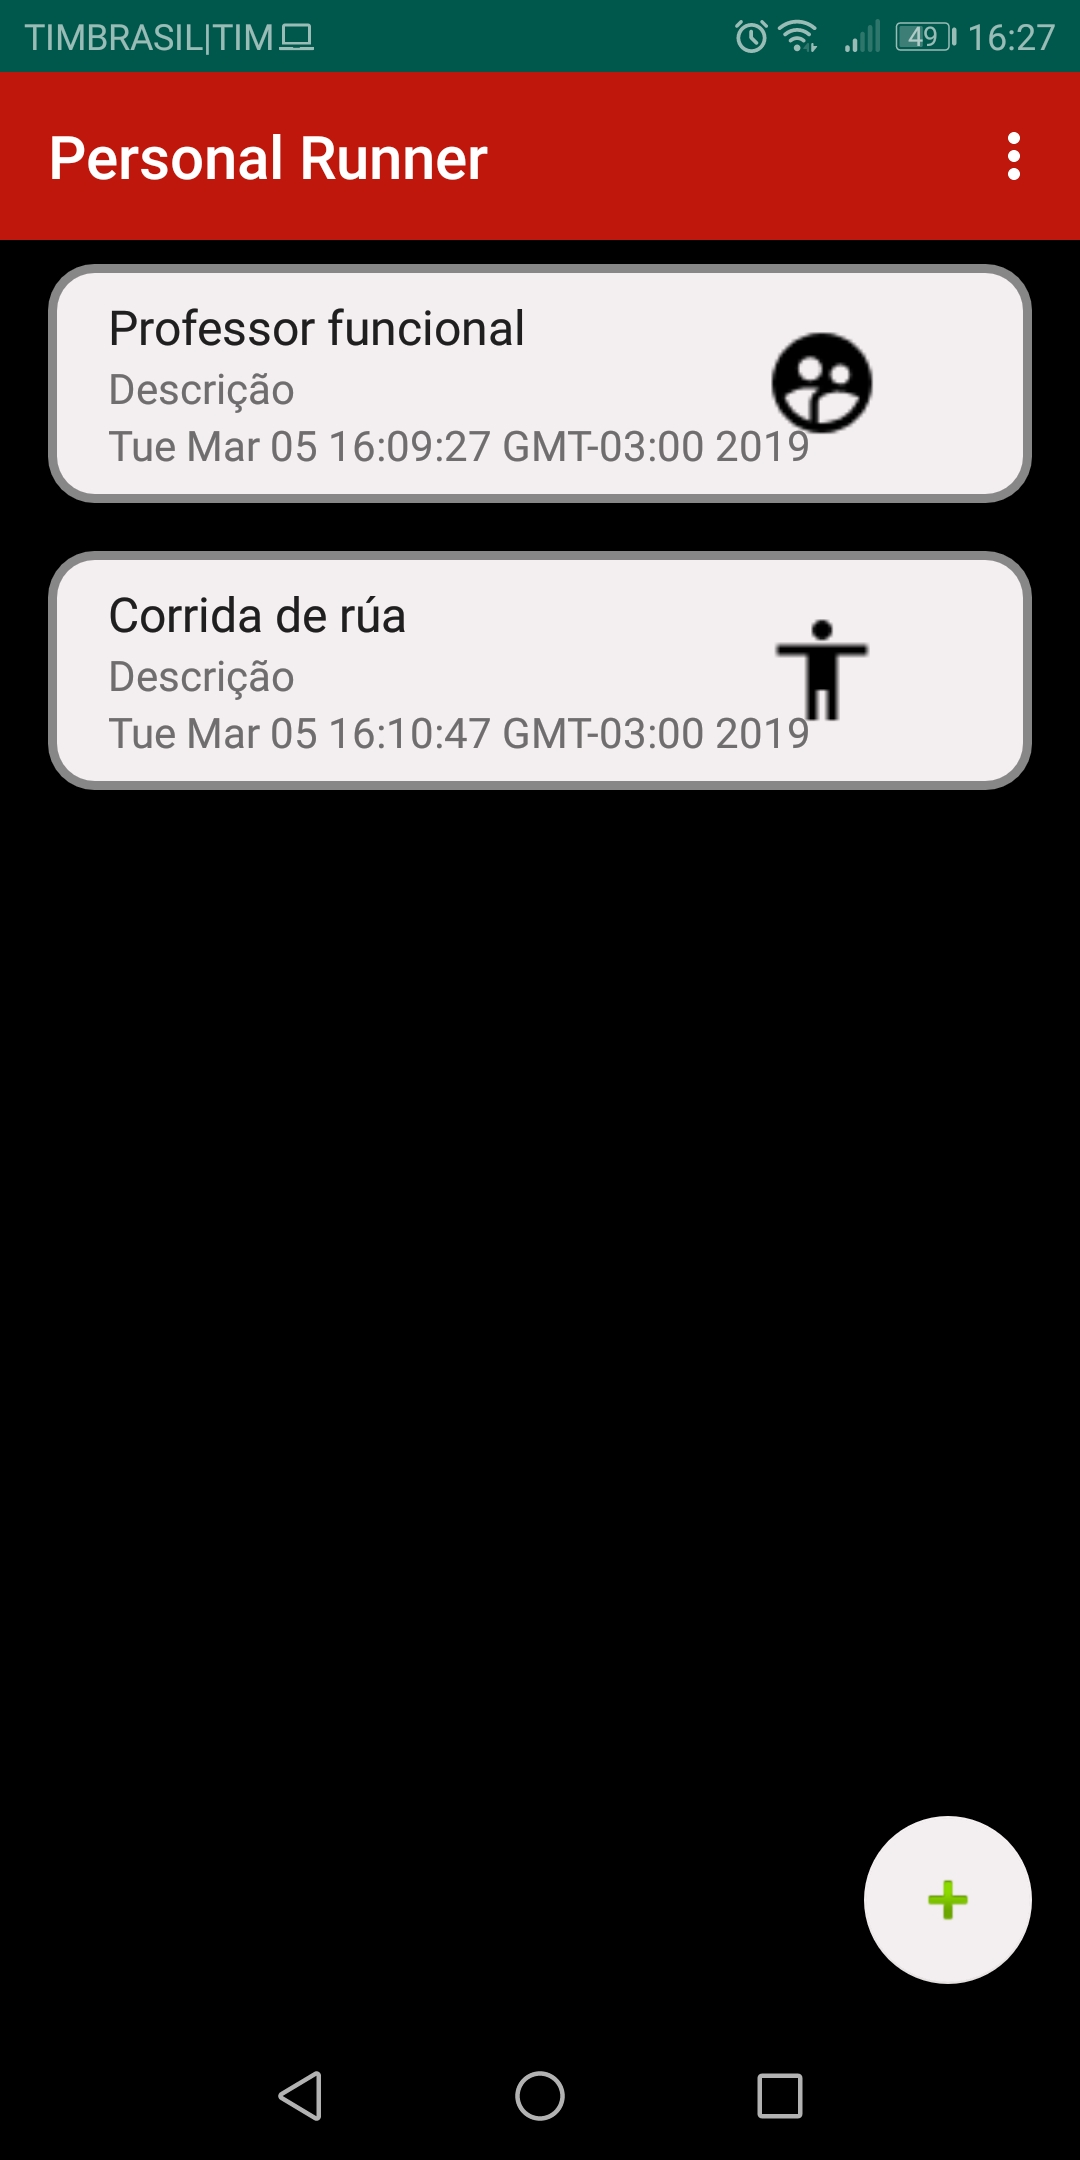 TIMBRASIL|TIM 49 16:27
Personal Runner
Professor funcional
Descrição
Tue Mar 05 16:09:27 GMT-03:00 2019
Corrida de rúa
Descrição
Tue Mar 05 16:10:47 GMT-03:00 2019